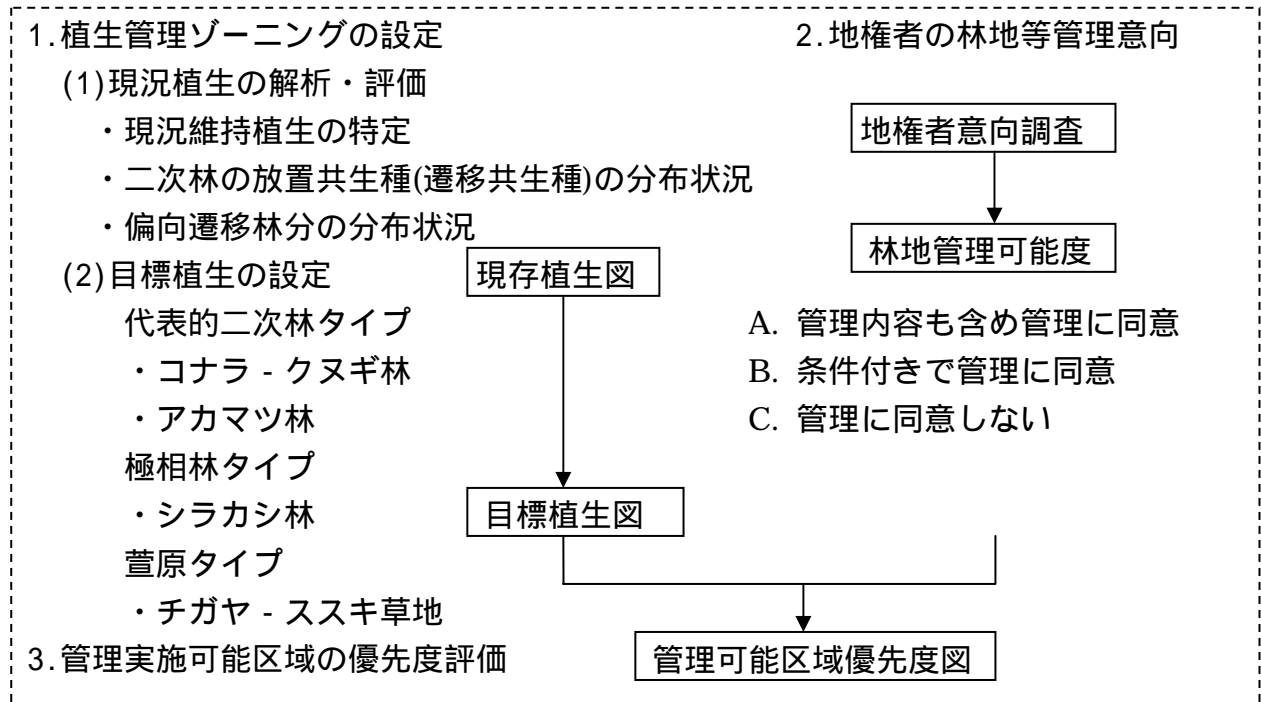 1.植生管理ゾーニングの設定
(1)現況植生の解析・評価
・現況維持植生の特定
・二次林の放置共生種(遷移共生種)の分布状況
・偏向遷移林分の分布状況
(2)目標植生の設定
代表的二次林タイプ
・コナラ‐クヌギ林
・アカマツ林
極相林タイプ
・シラカシ林
萱原タイプ
・チガヤ‐ススキ草地
現存植生図
目標植生図
2.地権者の林地等管理意向
地権者意向調査
林地管理可能度
A. 管理内容も含め管理に同意
B. 条件付きで管理に同意
C. 管理に同意しない
3.管理実施可能区域の優先度評価
管理可能区域優先度図